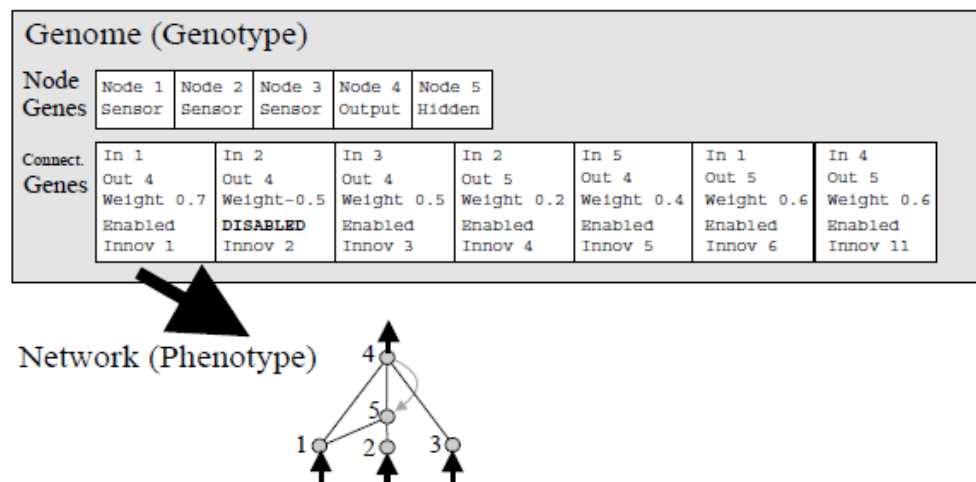 Genome (Genotype)
Node Genes
Node 1 Node 2 Node 3 Node 4 Node 5
Sensor Sensor Sensor Output Hidden
Connect. Genes
In 1 In 2 In 3 In 2 In 5 In 1 In 4
Out 4 Out 4 Out 4 Out 5 Out 4 Out 5 Out 5
Weight 0.7 Weight-0.5 Weight 0.5 Weight 0.2 Weight 0.4 Weight 0.6 Weight 0.6
Enabled DISABLED Enabled Enabled Enabled Enabled Enabled
Innov 1 Innov 2 Innov 3 Innov 4 Innov 5 Innov 6 Innov 11
Network (Phenotype)
4
5
1 2 3